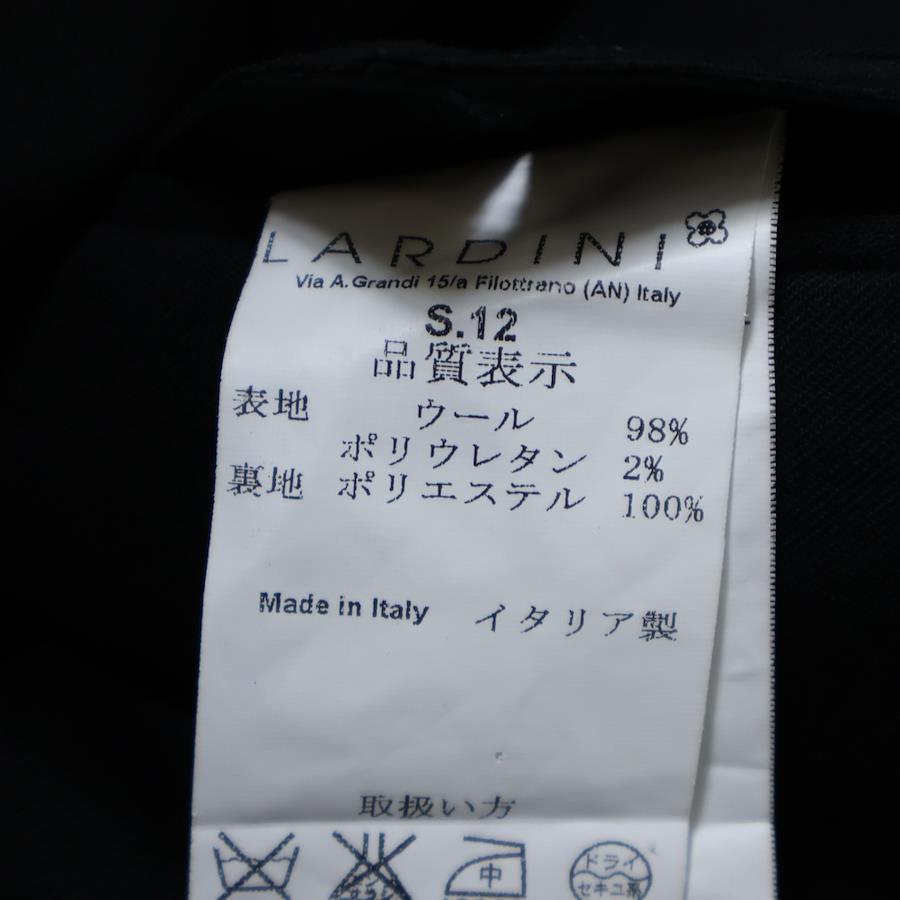 LARDINI
Via A. Grandi 15/a Filottrano (AN) Italy
S.12
品質表示
表地 ウール 98%
ポリウレタン 2%
裏地 ポリエステル 100%
Made in Italy イタリア製
取扱い方
中
ドライ
セキユ系